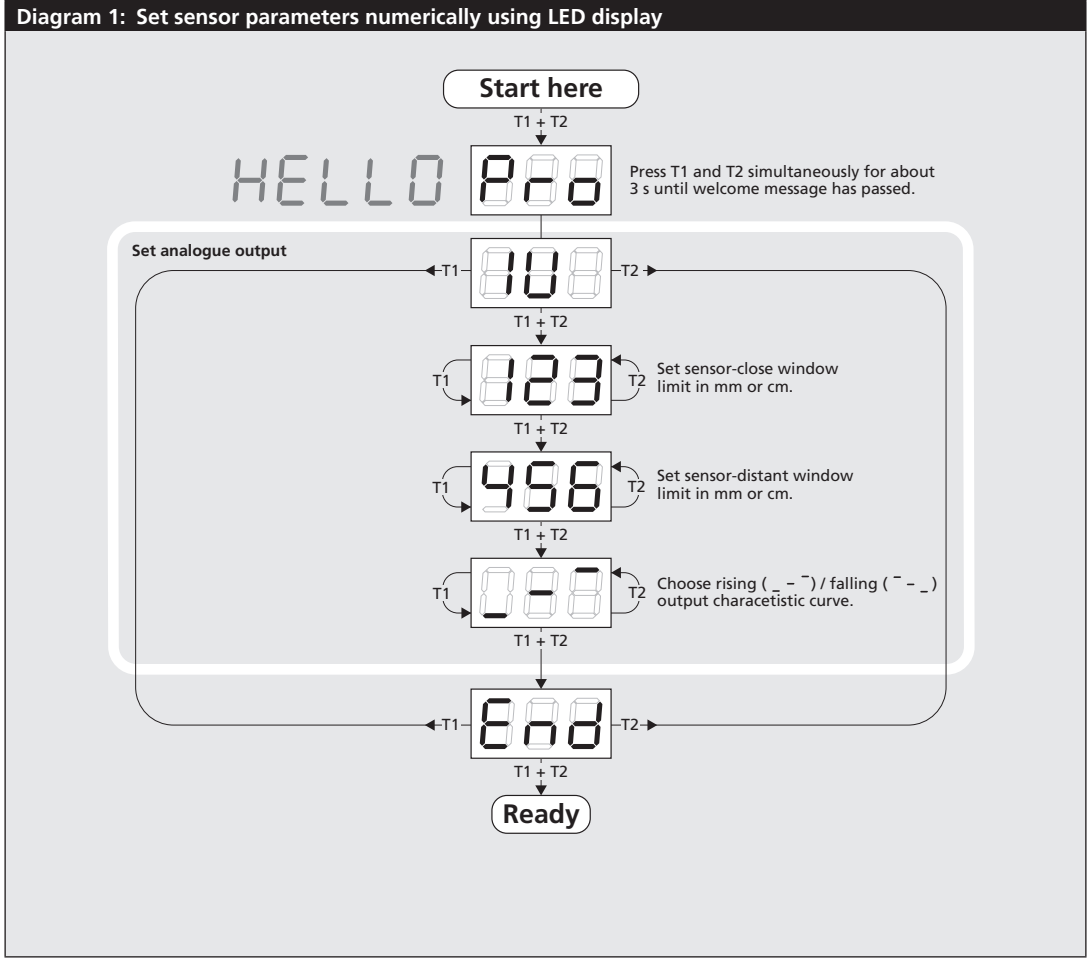 Diagram 1: Set sensor parameters numerically using LED display
Start here
T1 + T2
HELLO Pro
Press T1 and T2 simultaneously for about
3 s until welcome message has passed.
Set analogue output
T1 IU T2
T1 + T2
T1 123 T2
Set sensor-close window
limit in mm or cm.
T1 + T2
T1 456 T2
Set sensor-distant window
limit in mm or cm.
T1 + T2
T1 _ - ¯ T2
Choose rising ( _ – ¯ ) / falling ( ¯ – _ )
output characetistic curve.
T1 + T2
T1 End T2
T1 + T2
Ready